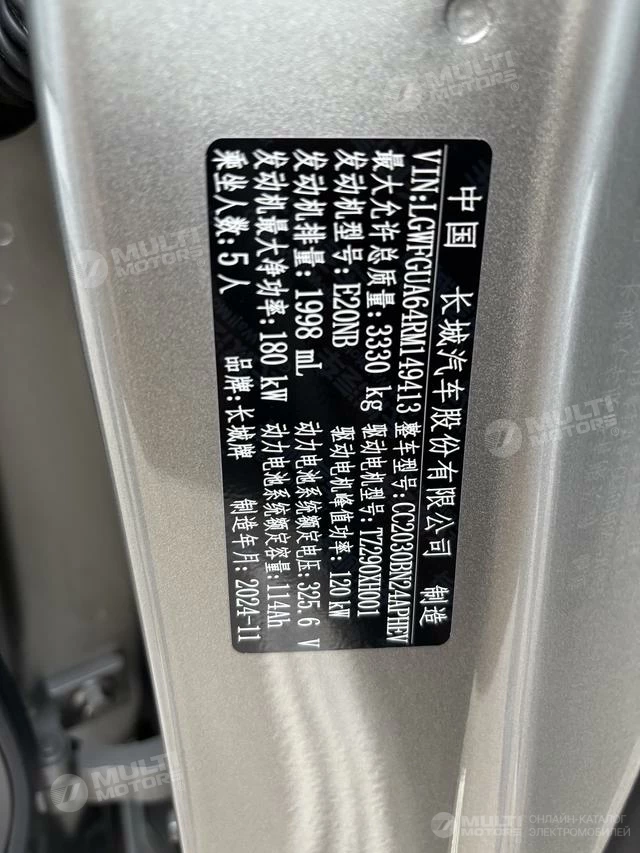 中国 长城汽车股份有限公司 制造
VIN:LGWFGUA64RM149413 整车型号:CC2030BN24APHEV
最大允许总质量:3330 kg 驱动电机型号:TZ290XH001
发动机型号:E20NB 驱动电机峰值功率:120 kW
发动机排量:1998 mL 动力电池系统额定电压:325.6 V
发动机最大净功率:180 kW 动力电池系统额定容量:114Ah
乘坐人数:5人 品牌:长城牌 制造年月:2024-11
MULTI MOTORS
MULTI MOTORS
MULTI MOTORS
MULTI MOTORS
MULTI MOTORS ОНЛАЙН-КАТАЛОГ ЭЛЕКТРОМОБИЛЕЙ